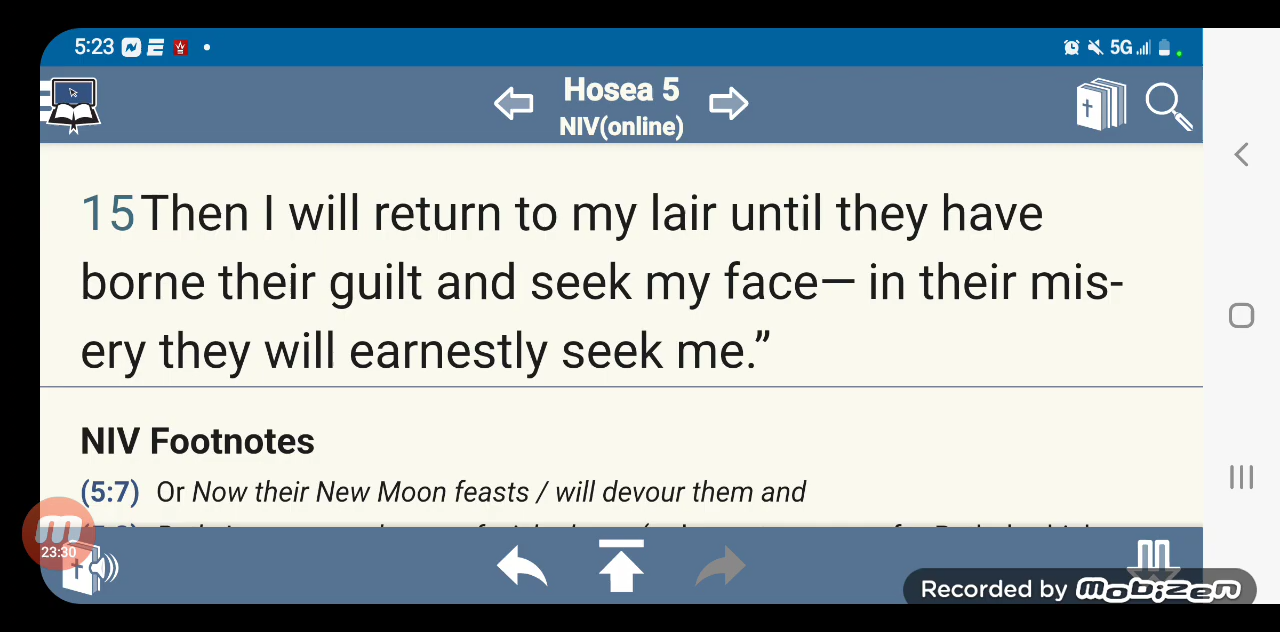 5:23
5G
Hosea 5
NIV(online)
15 Then I will return to my lair until they have
borne their guilt and seek my face— in their mis-
ery they will earnestly seek me.”
NIV Footnotes
(5:7) Or Now their New Moon feasts / will devour them and
23:30
Recorded by mobizen